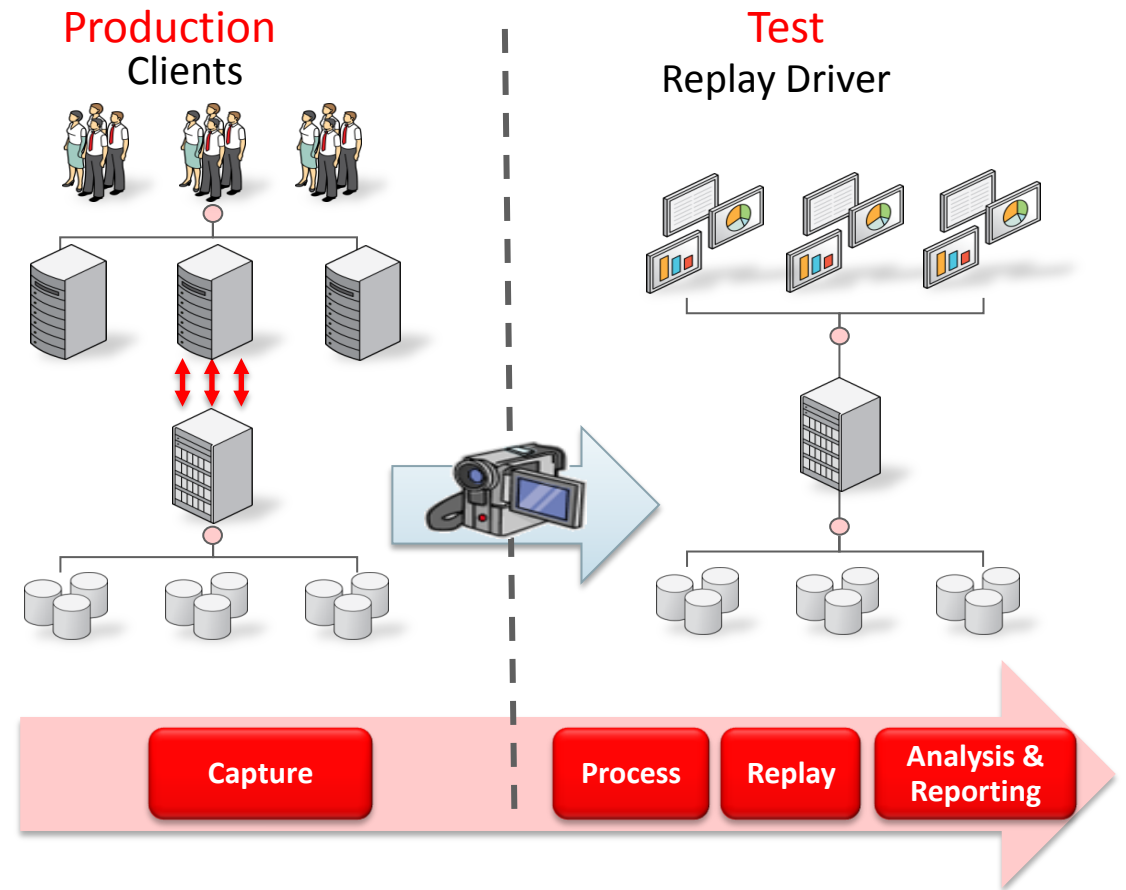 Production
Clients
Test
Replay Driver
Capture
Process
Replay
Analysis &
Reporting